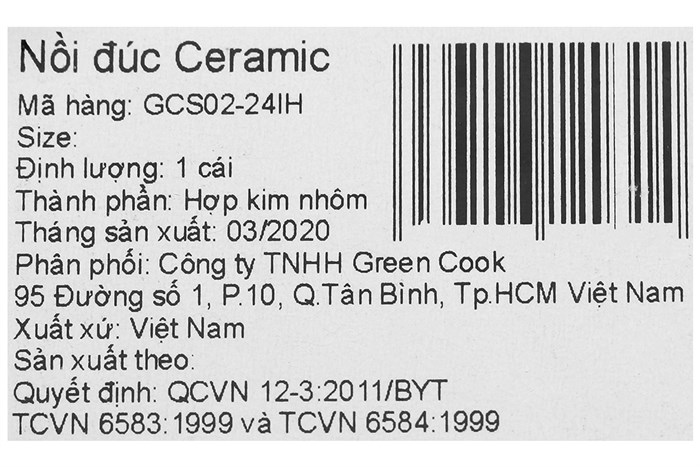 Nồi đúc Ceramic
Mã hàng: GCS02-24IH
Size:
Định lượng: 1 cái
Thành phần: Hợp kim nhôm
Tháng sản xuất: 03/2020
Phân phối: Công ty TNHH Green Cook
95 Đường số 1, P.10, Q.Tân Bình, Tp.HCM Việt Nam
Xuất xứ: Việt Nam
Sản xuất theo:
Quyết định: QCVN 12-3:2011/BYT
TCVN 6583:1999 và TCVN 6584:1999